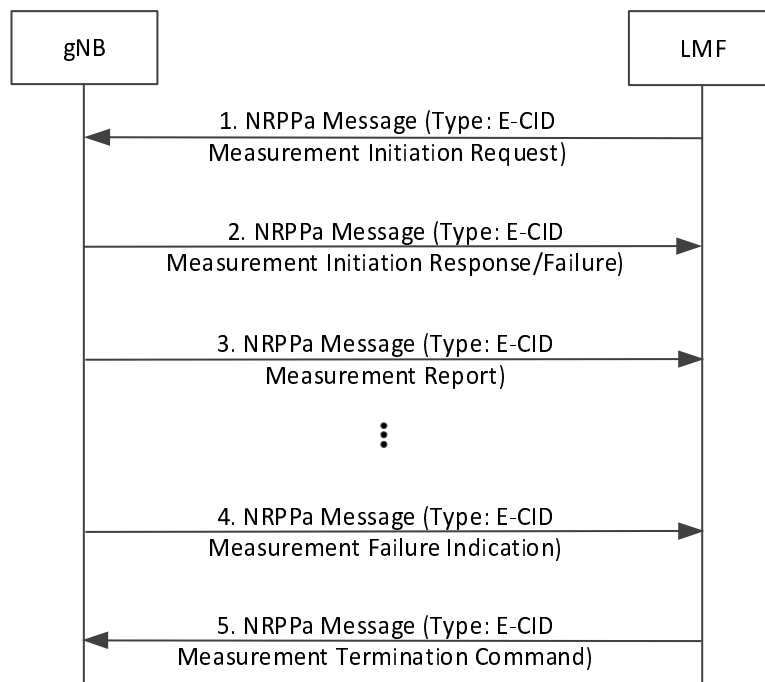 gNB
LMF
1. NRPPa Message (Type: E-CID
Measurement Initiation Request)
2. NRPPa Message (Type: E-CID
Measurement Initiation Response/Failure)
3. NRPPa Message (Type: E-CID
Measurement Report)
4. NRPPa Message (Type: E-CID
Measurement Failure Indication)
5. NRPPa Message (Type: E-CID
Measurement Termination Command)